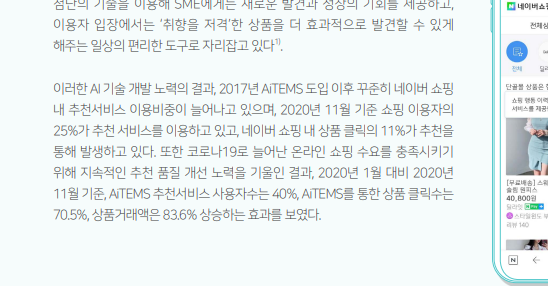 첨단의 기술을 이용해 SME에게는 새로운 발견과 성장의 기회를 제공하고,
이용자 입장에서는 '취향을 저격'한 상품을 더 효과적으로 발견할 수 있게
해주는 일상의 편리한 도구로 자리잡고 있다1).
이러한 AI 기술 개발 노력의 결과, 2017년 AiTEMS 도입 이후 꾸준히 네이버 쇼핑
내 추천서비스 이용비중이 늘어나고 있으며, 2020년 11월 기준 쇼핑 이용자의
25%가 추천 서비스를 이용하고 있고, 네이버 쇼핑 내 상품 클릭의 11%가 추천을
통해 발생하고 있다. 또한 코로나19로 늘어난 온라인 쇼핑 수요를 충족시키기
위해 지속적인 추천 품질 개선 노력을 기울인 결과, 2020년 1월 대비 2020년
11월 기준, AiTEMS 추천서비스 사용자수는 40%, AiTEMS를 통한 상품 클릭수는
70.5%, 상품거래액은 83.6% 상승하는 효과를 보였다.
N 네이버쇼핑
전체상
전체
단골몰 상품은
쇼핑 행동 이력
서비스를 제공
[무료배송]
슬림 원피스
40,800원
리뷰 140
N